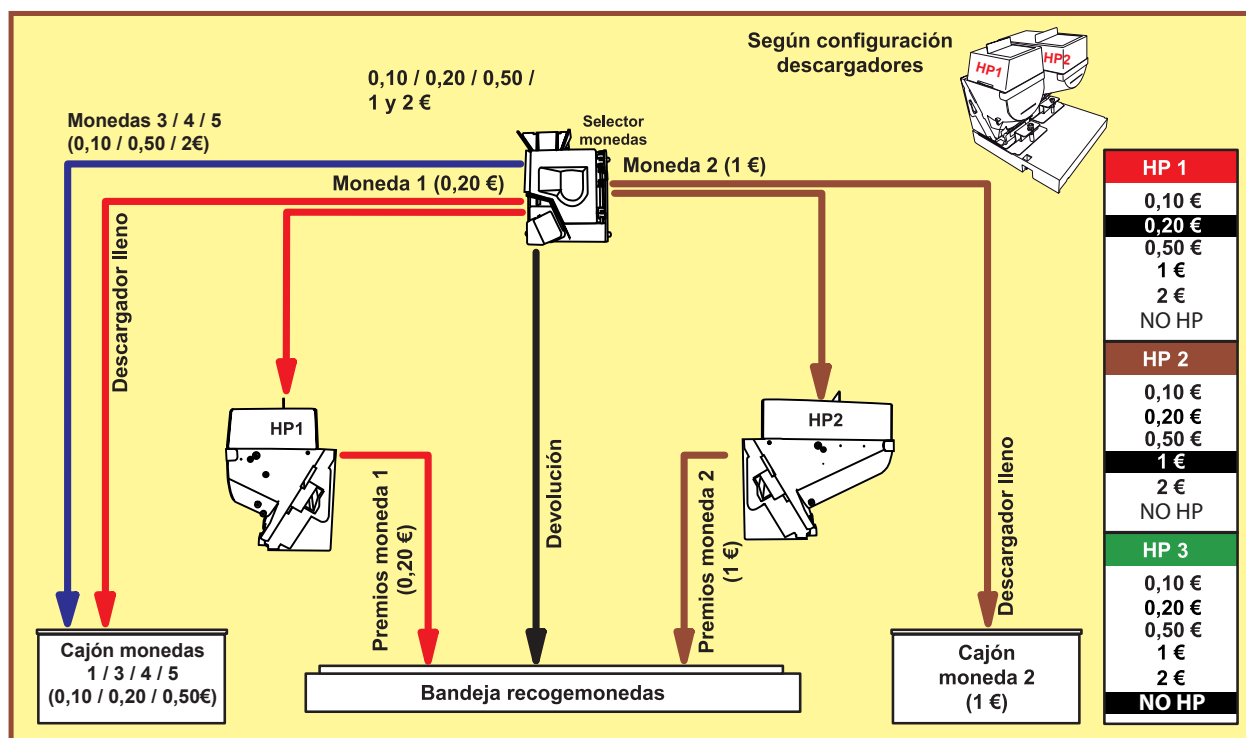 Según configuración
descargadores
HP1
HP2
0,10 / 0,20 / 0,50 /
1 y 2 €
Selector
monedas
Monedas 3 / 4 / 5
(0,10 / 0,50 / 2€)
Moneda 1 (0,20 €)
Moneda 2 (1 €)
Descargador lleno
HP1
HP2
Premios moneda 1
(0,20 €)
Devolución
Premios moneda 2
(1 €)
Descargador lleno
Cajón monedas
1 / 3 / 4 / 5
(0,10 / 0,20 / 0,50€)
Bandeja recogemonedas
Cajón
moneda 2
(1 €)
HP 1
0,10 €
0,20 €
0,50 €
1 €
2 €
NO HP
HP 2
0,10 €
0,20 €
0,50 €
1 €
2 €
NO HP
HP 3
0,10 €
0,20 €
0,50 €
1 €
2 €
NO HP